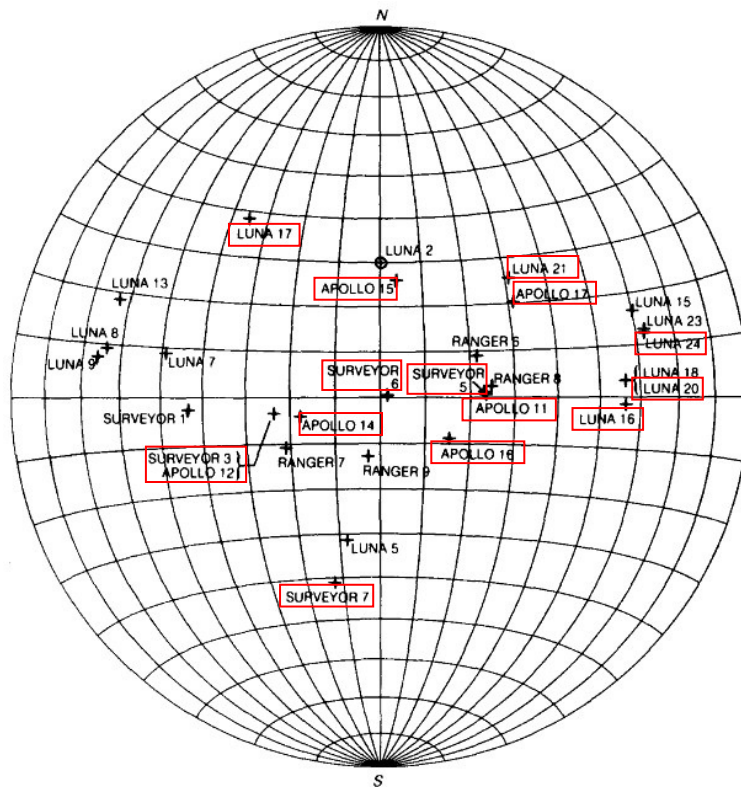 N
LUNA 17
LUNA 2
LUNA 21
APOLLO 15
APOLLO 17
LUNA 13
LUNA 15
LUNA 23
LUNA 24
LUNA 8
LUNA 9
LUNA 7
RANGER 6
SURVEYOR
6
SURVEYOR
5
RANGER 8
LUNA 18
LUNA 20
SURVEYOR 1
APOLLO 14
APOLLO 11
LUNA 16
SURVEYOR 3
APOLLO 12
RANGER 7
RANGER 9
APOLLO 16
LUNA 5
SURVEYOR 7
S